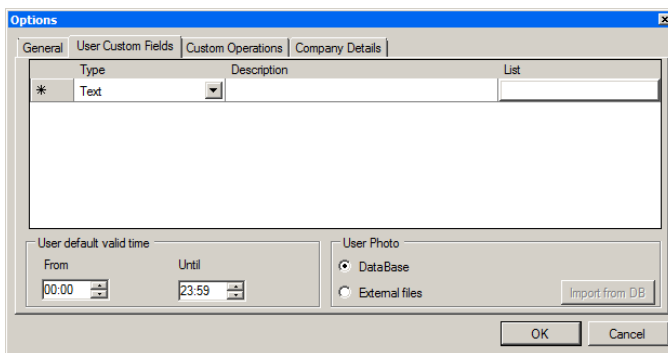 Options
General User Custom Fields Custom Operations Company Details
Type Description List
* Text
User default valid time User Photo
From Until DataBase
00:00 23:59 External files Import from DB
OK Cancel